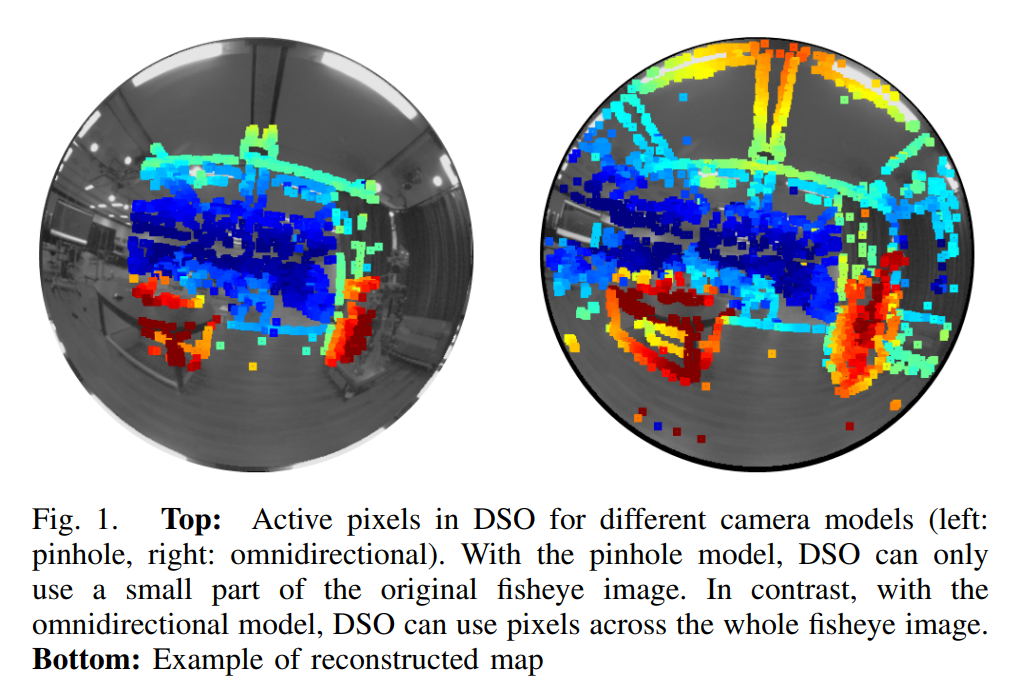 Fig. 1. Top: Active pixels in DSO for different camera models (left:
pinhole, right: omnidirectional). With the pinhole model, DSO can only
use a small part of the original fisheye image. In contrast, with the
omnidirectional model, DSO can use pixels across the whole fisheye image.
Bottom: Example of reconstructed map